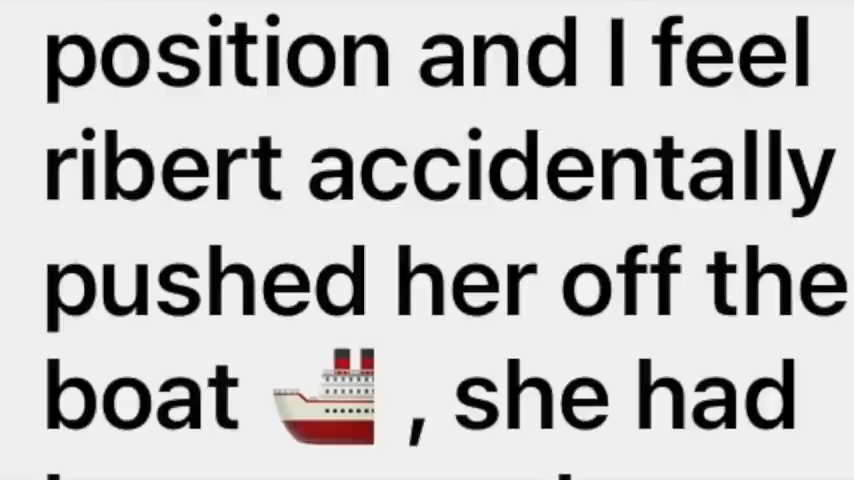 position and I feel
ribert accidentally
pushed her off the
boat 🚢 , she had